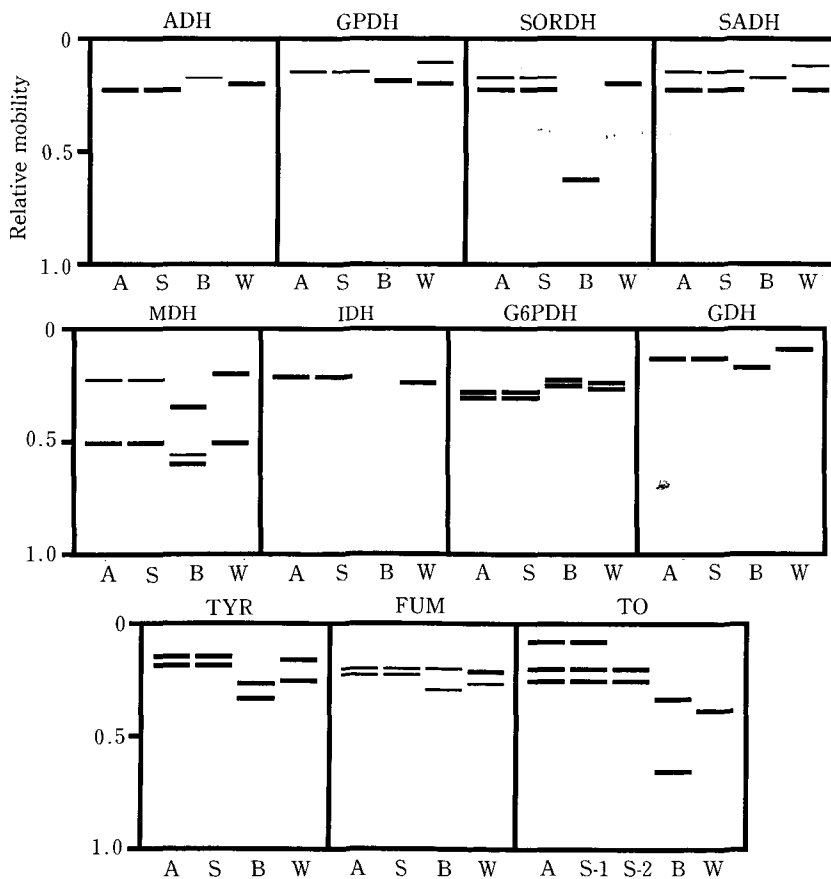 ADH GPDH SORDH SADH
0
0.5
1.0
Relative mobility
A S B W A S B W A S B W A S B W
MDH IDH G6PDH GDH
0
0.5
1.0
A S B W A S B W A S B W A S B W
TYR FUM TO
0
0.5
1.0
A S B W A S B W A S-1 S-2 B W